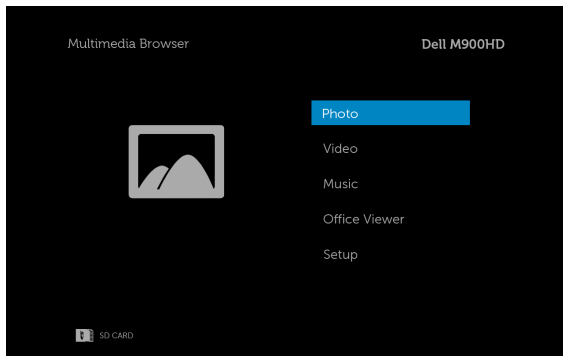 Multimedia Browser
Dell M900HD
Photo
Video
Music
Office Viewer
Setup
SD CARD